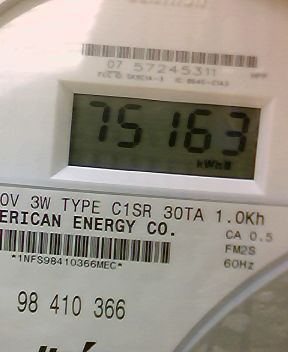 07 57245311
75163
kWh
0V 3W TYPE C1SR 30TA 1.0Kh
ERICAN ENERGY CO.
CA 0.5
FM2S
*1NFS98410366MEC*
60Hz
98 410 366